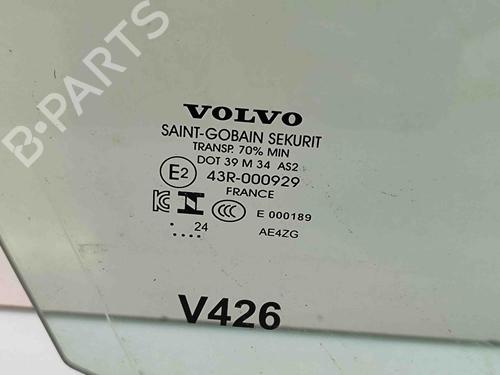 VOLVO
SAINT-GOBAIN SEKURIT
TRANSP. 70% MIN
DOT 39 M 34 AS2
E2 43R-000929
FRANCE
E 000189
24
AE4ZG
V426
B-PARTS